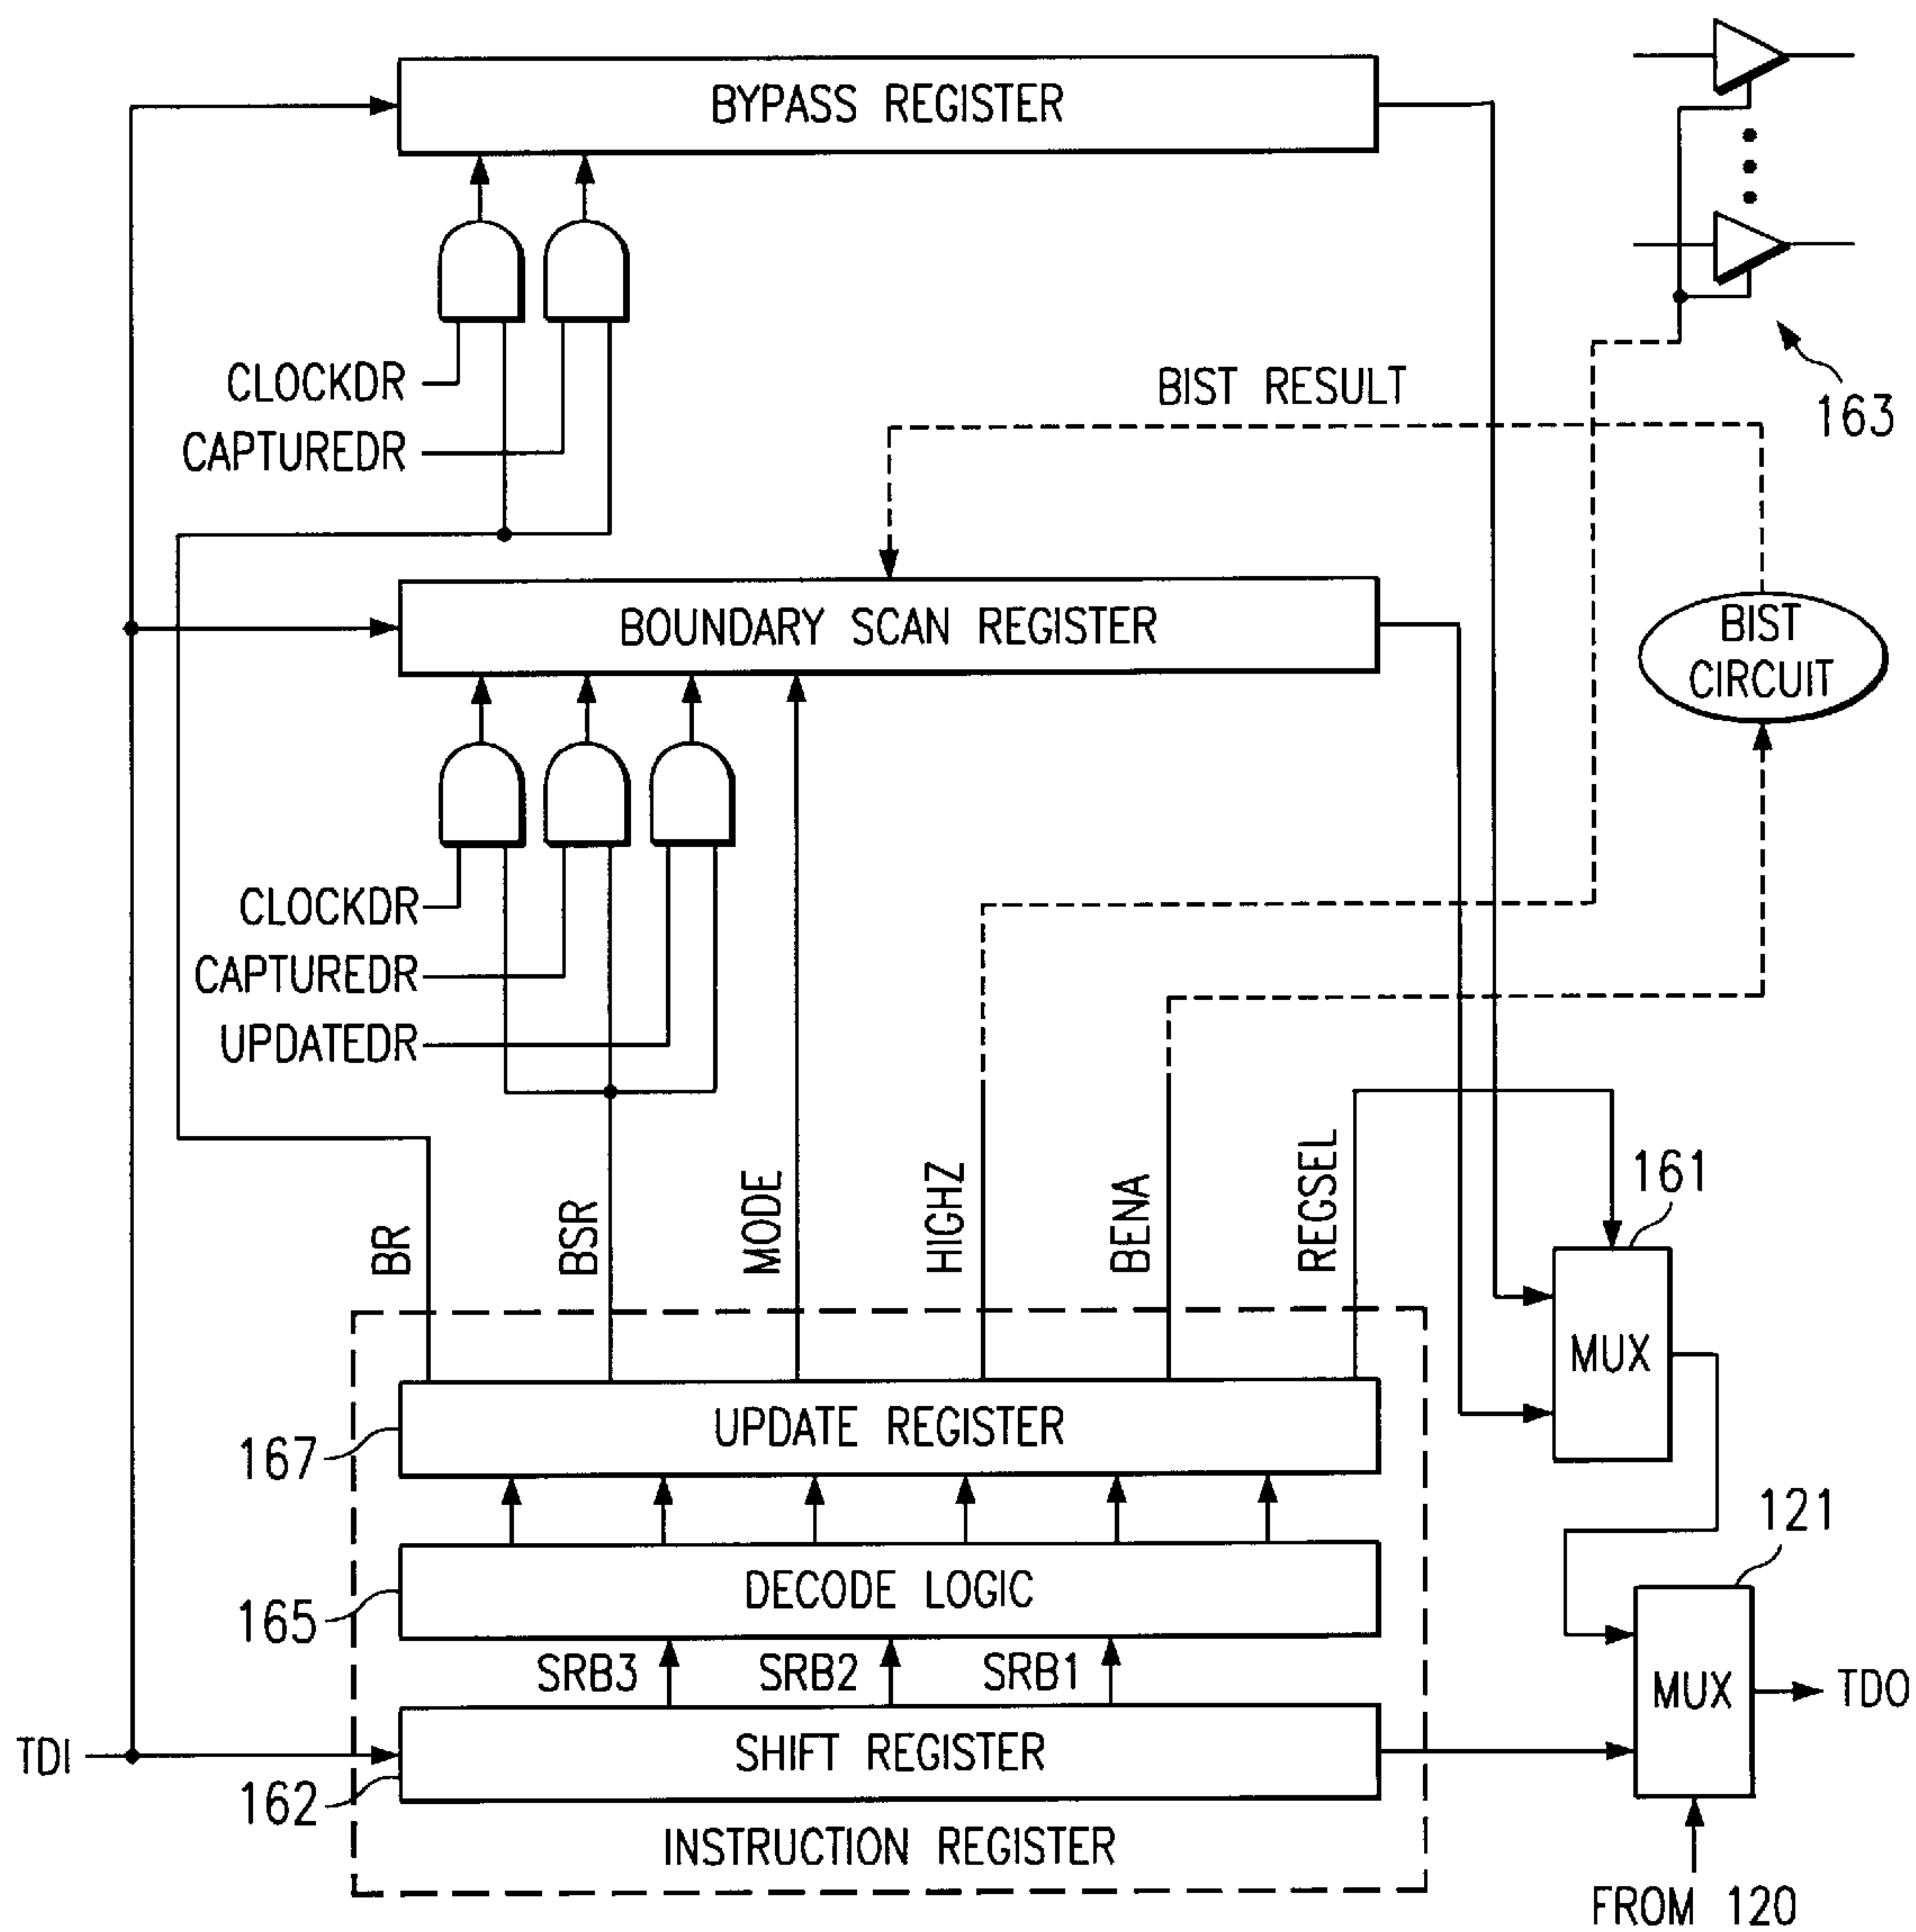 BYPASS REGISTER
CLOCKDR
CAPTUREDR
BIST RESULT
163
BOUNDARY SCAN REGISTER
BIST
CIRCUIT
CLOCKDR
CAPTUREDR
UPDATEDR
BR
BSR
MODE
HIGHZ
BENA
REGSEL
161
MUX
UPDATE REGISTER
167
121
DECODE LOGIC
165
SRB3
SRB2
SRB1
MUX
TDO
TDI
SHIFT REGISTER
162
INSTRUCTION REGISTER
FROM 120